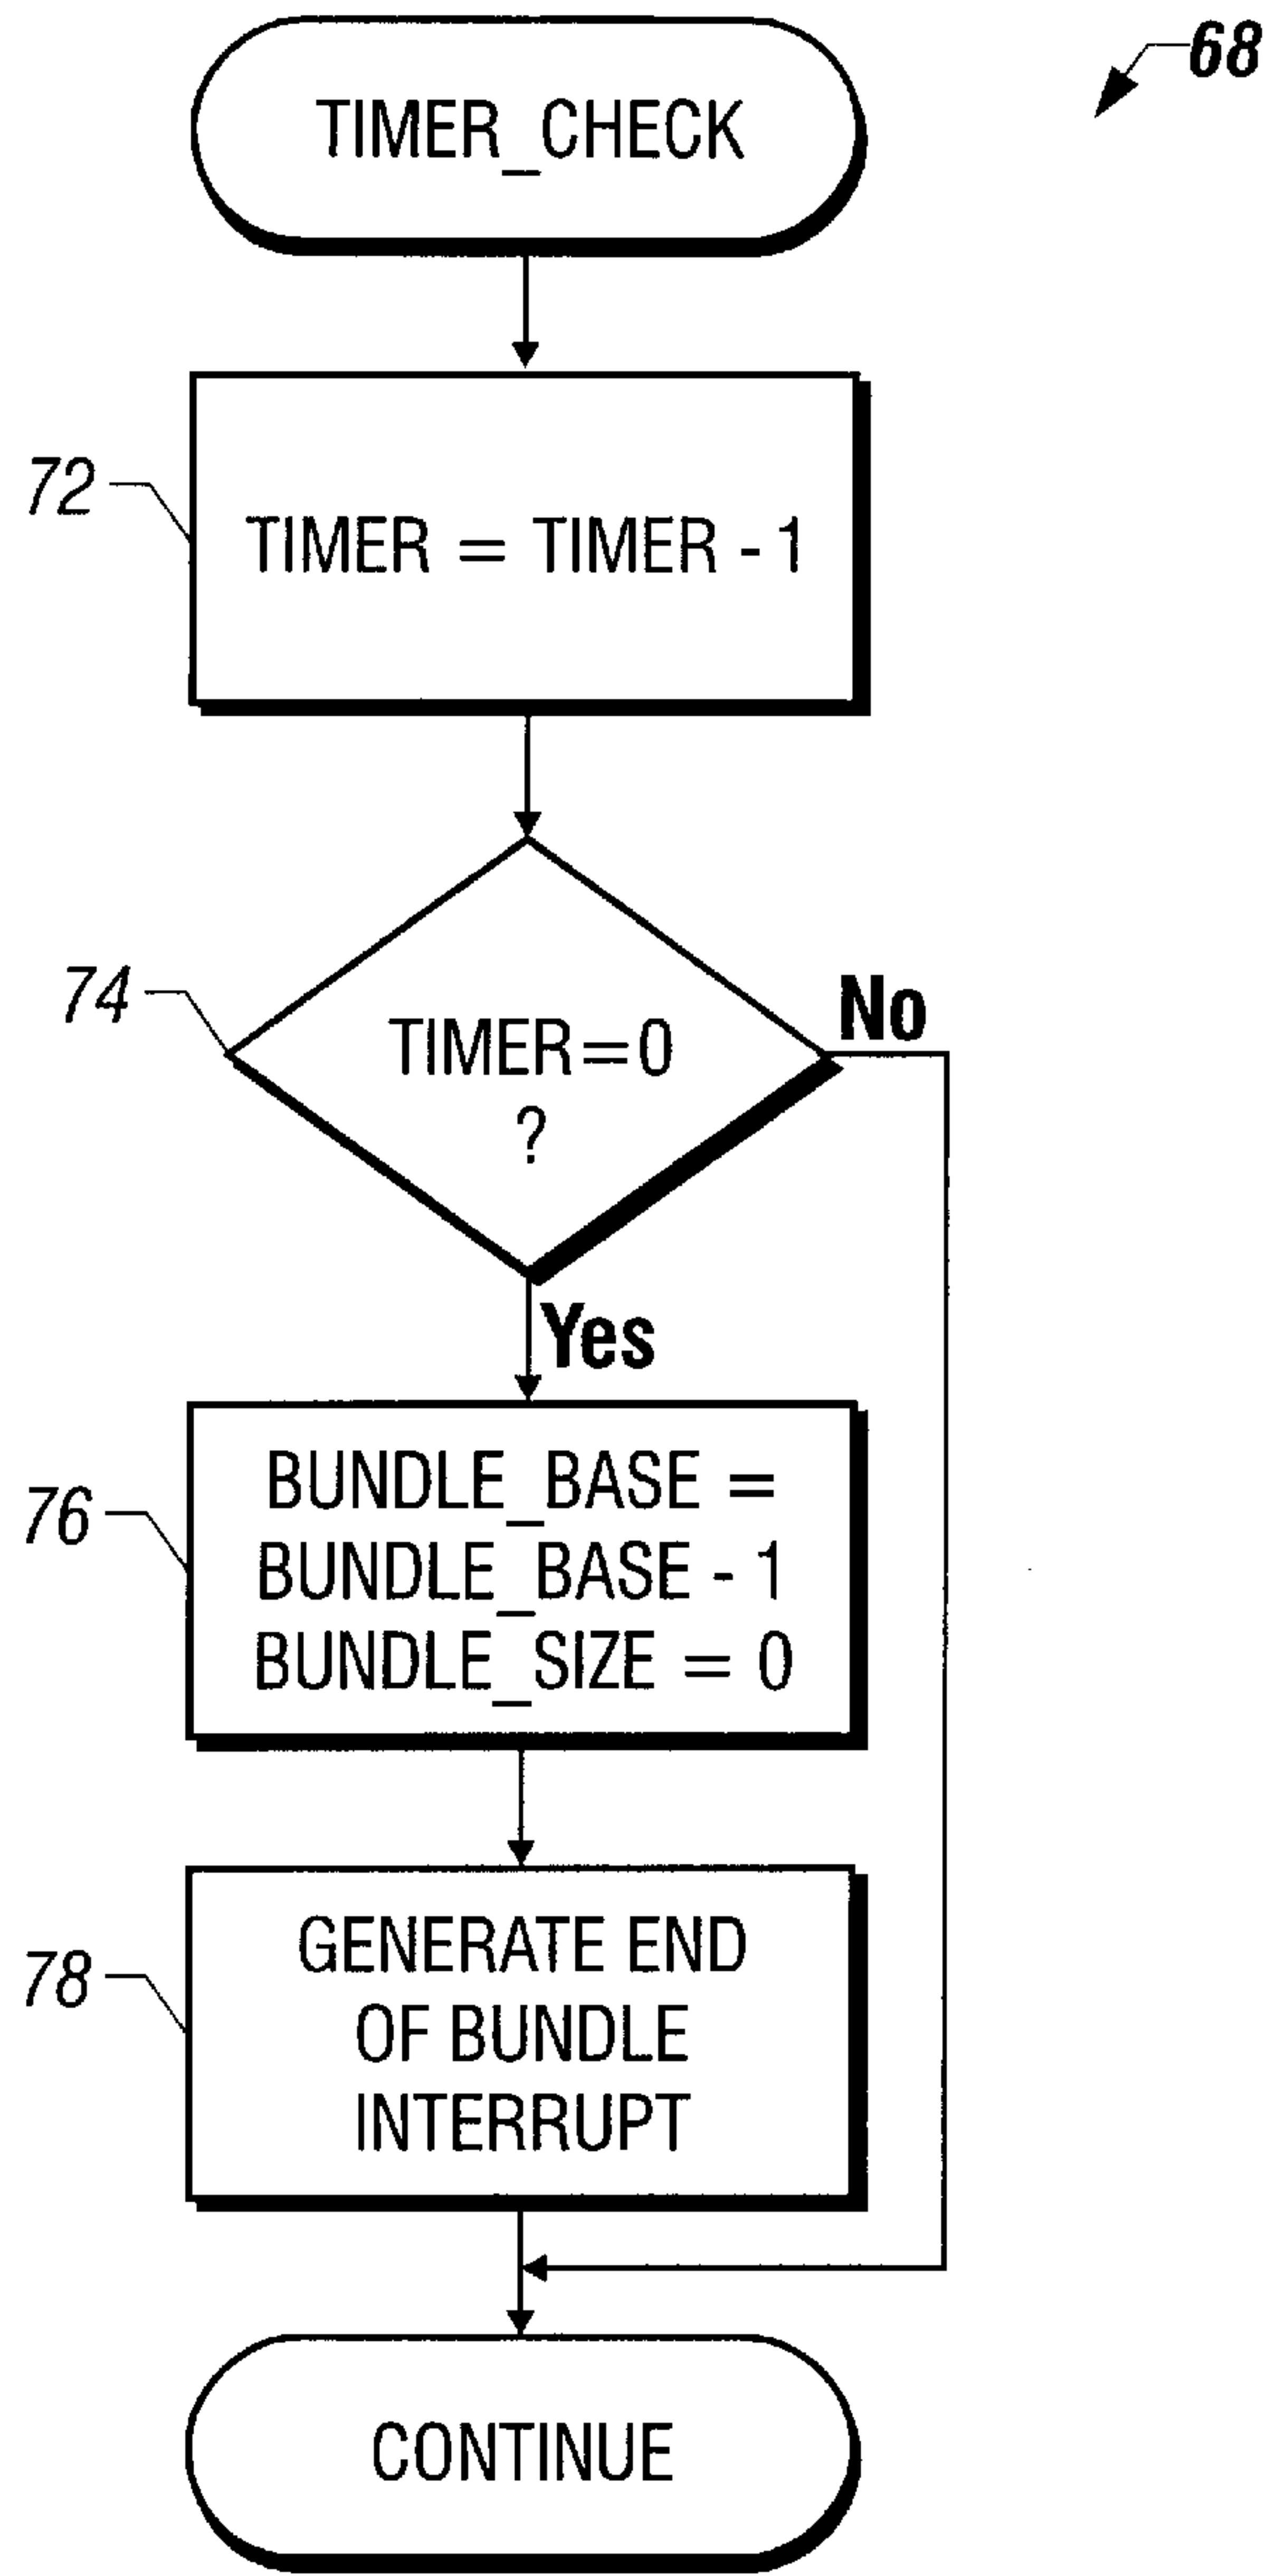 68
TIMER_CHECK
72
TIMER = TIMER - 1
74
TIMER=0
?
No
Yes
76
BUNDLE_BASE =
BUNDLE_BASE - 1
BUNDLE_SIZE = 0
78
GENERATE END
OF BUNDLE
INTERRUPT
CONTINUE